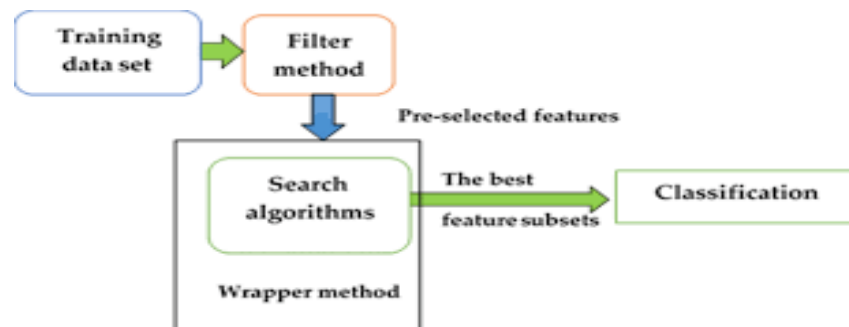 Training
data set
Filter
method
Pre-selected features
Search
algorithms
The best
feature subsets
Classification
Wrapper method